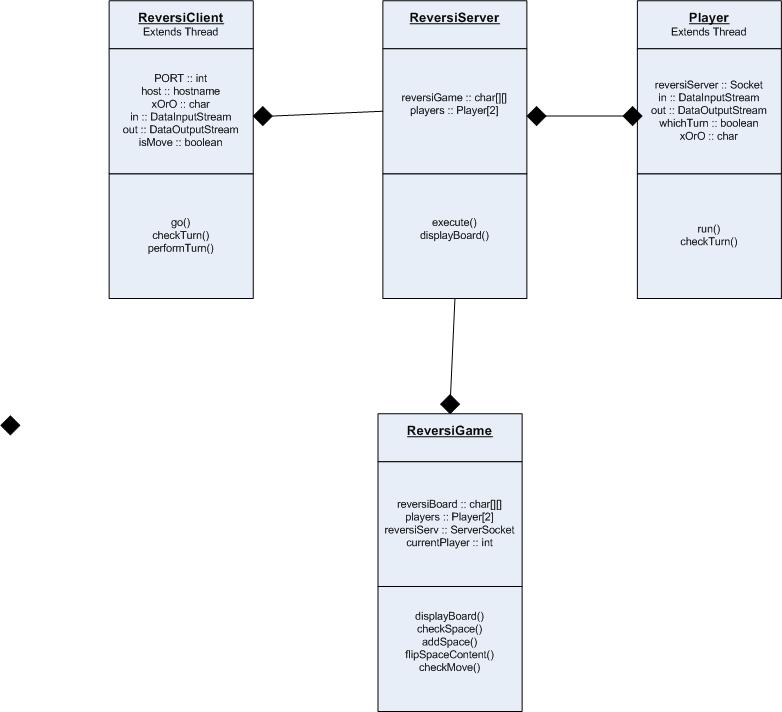 ReversiClient
Extends Thread
PORT :: int
host :: hostname
xOrO :: char
in :: DataInputStream
out :: DataOutputStream
isMove :: boolean
go()
checkTurn()
performTurn()
ReversiServer
reversiGame :: char[][]
players :: Player[2]
execute()
displayBoard()
Player
Extends Thread
reversiServer :: Socket
in :: DataInputStream
out :: DataOutputStream
whichTurn :: boolean
xOrO :: char
run()
checkTurn()
ReversiGame
reversiBoard :: char[][]
players :: Player[2]
reversiServ :: ServerSocket
currentPlayer :: int
displayBoard()
checkSpace()
addSpace()
flipSpaceContent()
checkMove()